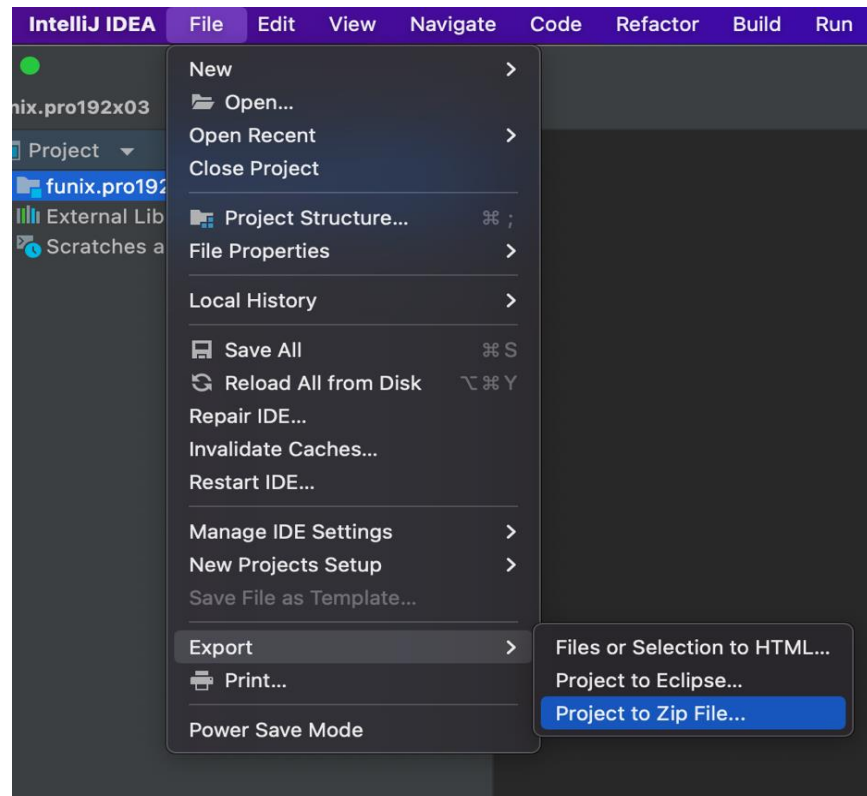 IntelliJ IDEA File Edit View Navigate Code Refactor Build Run
nix.pro192x03
Project
funix.pro192
External Lib
Scratches a
New
Open...
Open Recent
Close Project
Project Structure... ⌘ ;
File Properties
Local History
Save All ⌘ S
Reload All from Disk ⌥ ⌘ Y
Repair IDE...
Invalidate Caches...
Restart IDE...
Manage IDE Settings
New Projects Setup
Save File as Template...
Export
Print...
Power Save Mode
Files or Selection to HTML...
Project to Eclipse...
Project to Zip File...